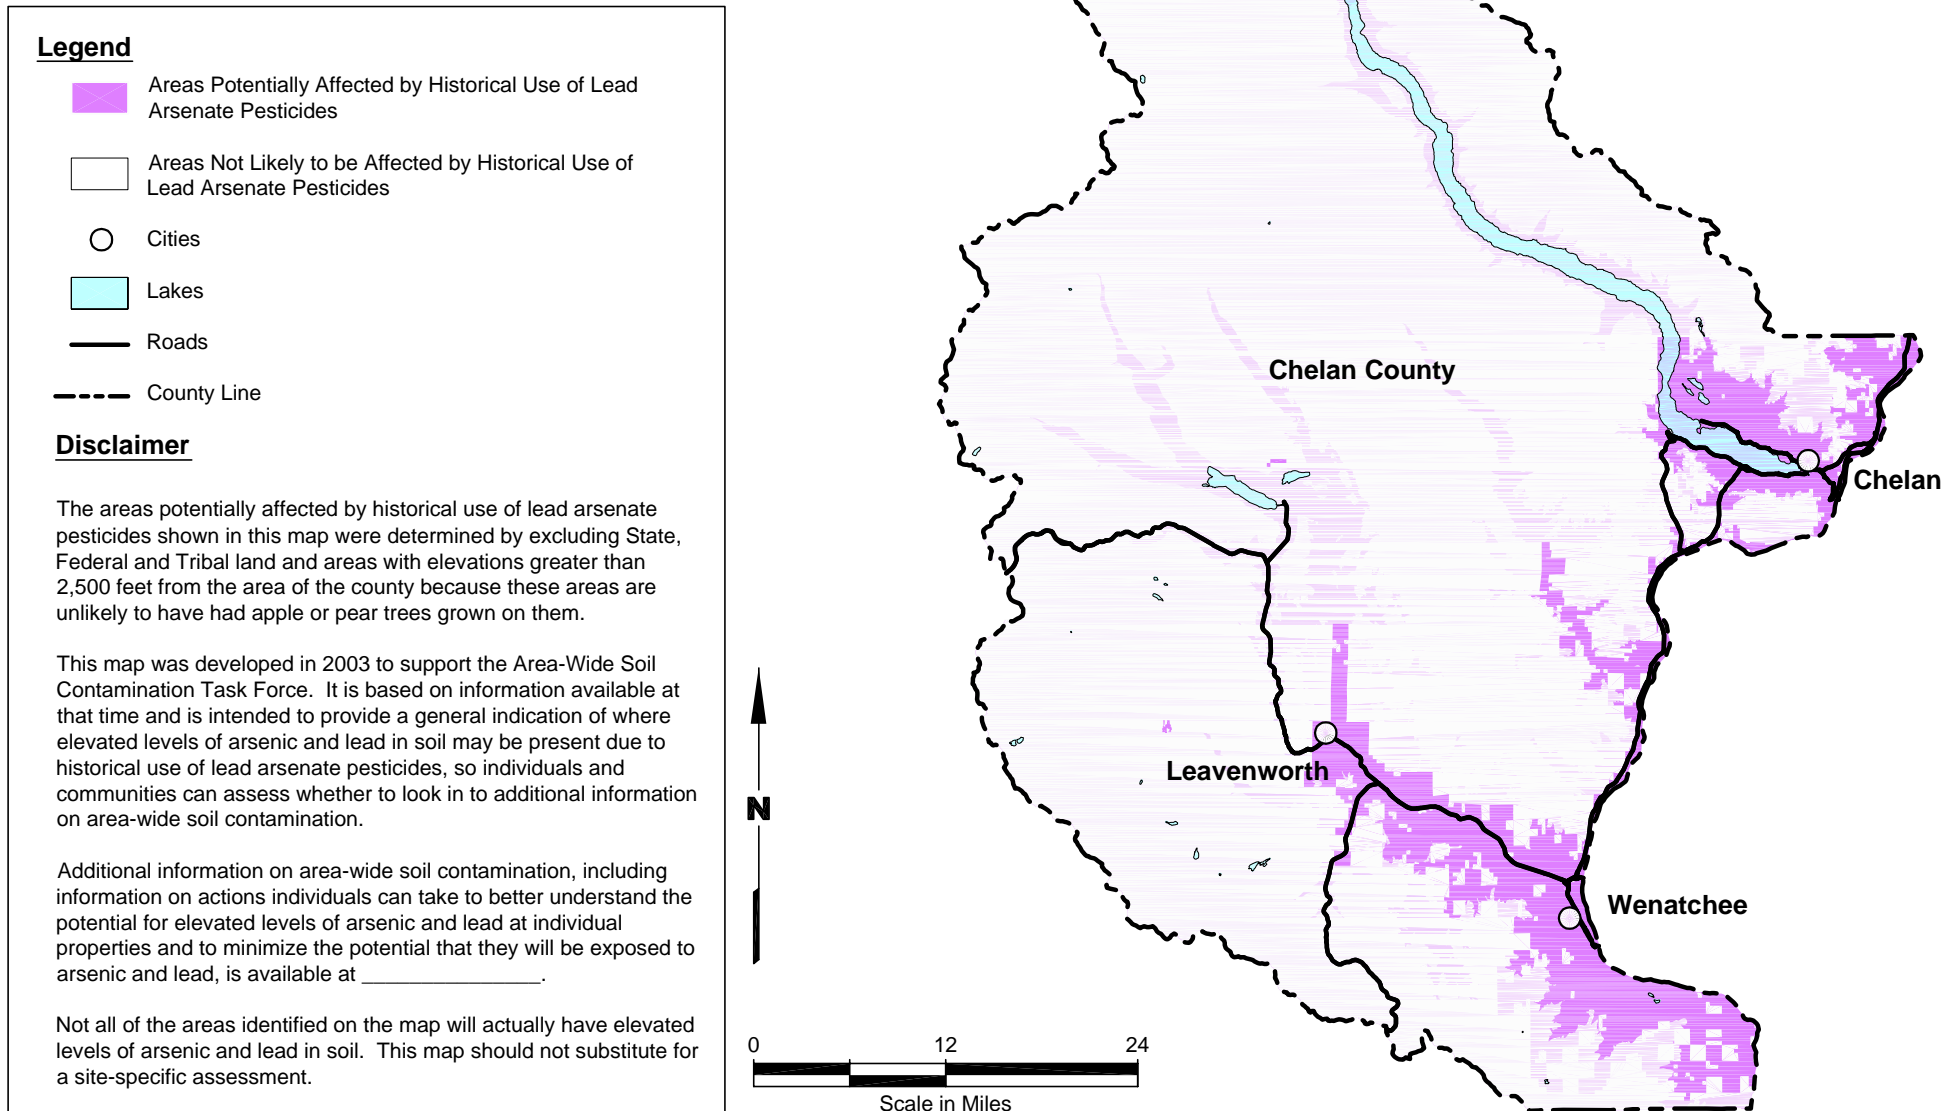 Legend
Areas Potentially Affected by Historical Use of Lead
Arsenate Pesticides
Areas Not Likely to be Affected by Historical Use of
Lead Arsenate Pesticides
Cities
Lakes
Roads
County Line
Disclaimer
The areas potentially affected by historical use of lead arsenate
pesticides shown in this map were determined by excluding State,
Federal and Tribal land and areas with elevations greater than
2,500 feet from the area of the county because these areas are
unlikely to have had apple or pear trees grown on them.
This map was developed in 2003 to support the Area-Wide Soil
Contamination Task Force.  It is based on information available at
that time and is intended to provide a general indication of where
elevated levels of arsenic and lead in soil may be present due to
historical use of lead arsenate pesticides, so individuals and
communities can assess whether to look in to additional information
on area-wide soil contamination.
Additional information on area-wide soil contamination, including
information on actions individuals can take to better understand the
potential for elevated levels of arsenic and lead at individual
properties and to minimize the potential that they will be exposed to
arsenic and lead, is available at ________________.
Not all of the areas identified on the map will actually have elevated
levels of arsenic and lead in soil.  This map should not substitute for
a site-specific assessment.
N
0 12 24
Scale in Miles
Chelan County
Chelan
Leavenworth
Wenatchee